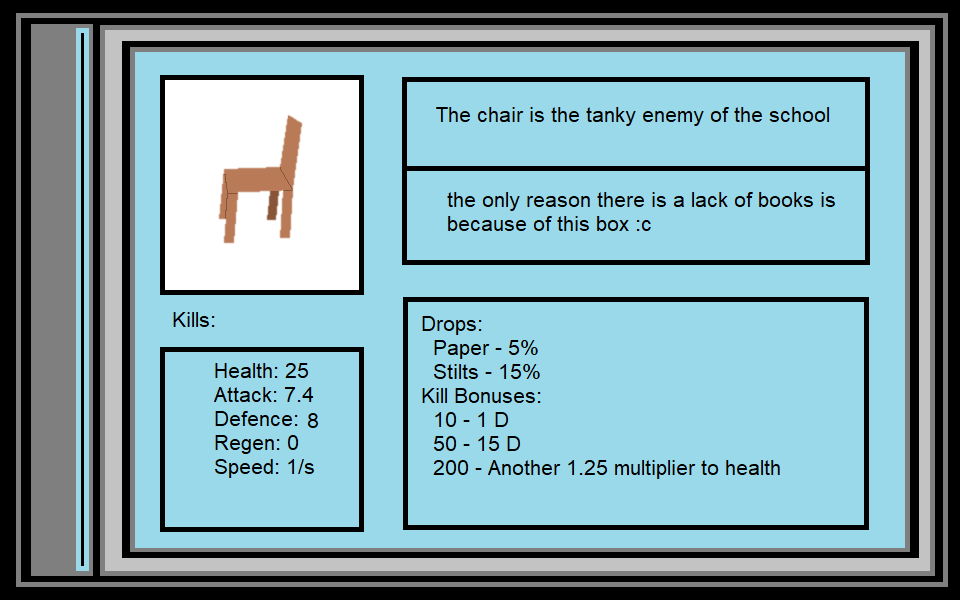 The chair is the tanky enemy of the school
the only reason there is a lack of books is
because of this box :c
Kills:
Health: 25
Attack: 7.4
Defence: 8
Regen: 0
Speed: 1/s
Drops:
Paper - 5%
Stilts - 15%
Kill Bonuses:
10 - 1 D
50 - 15 D
200 - Another 1.25 multiplier to health